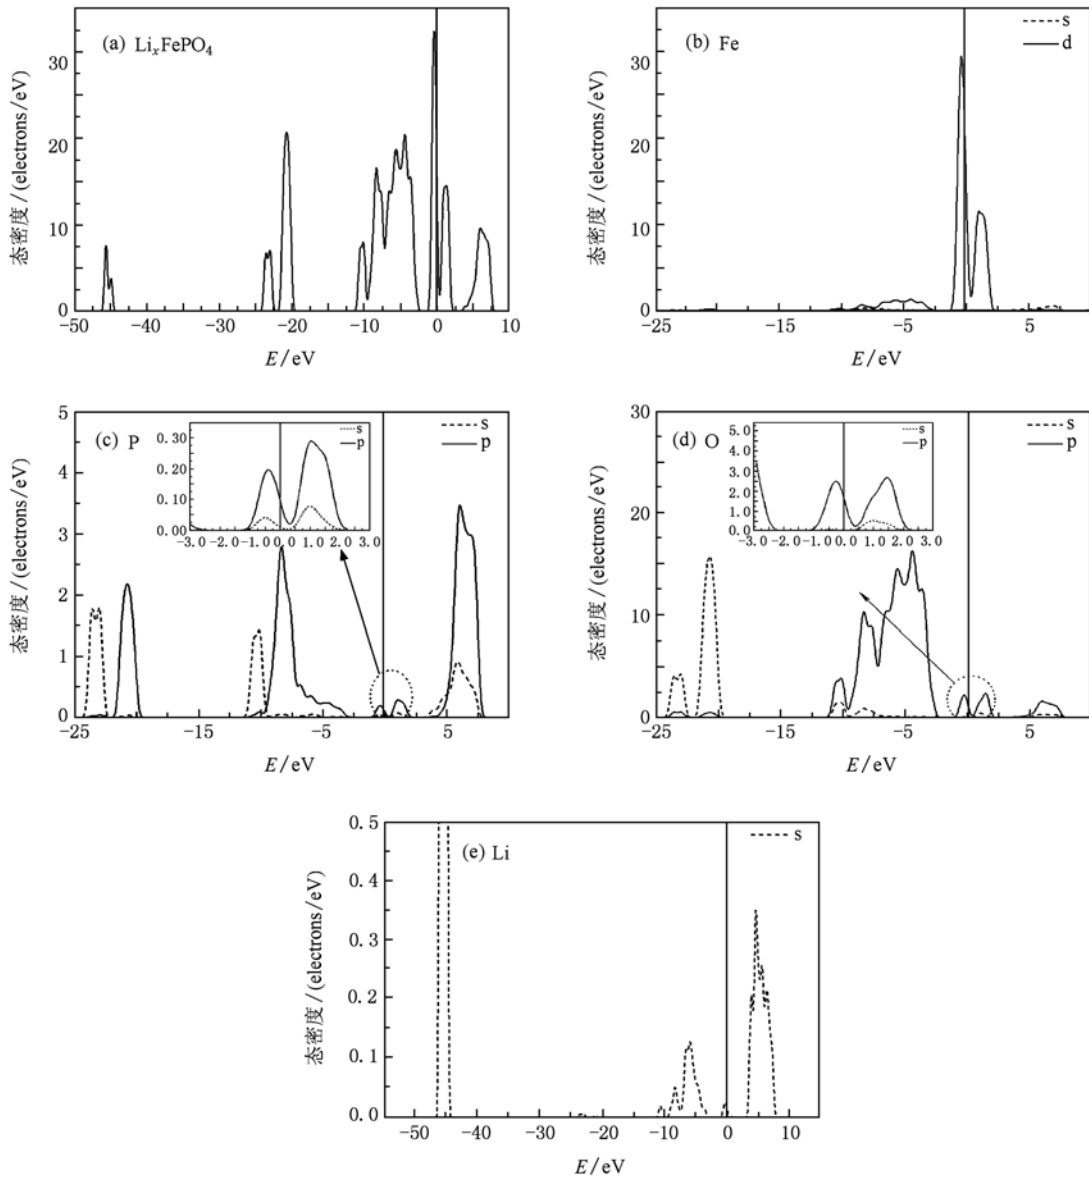 (a) LiₓFePO₄
态密度/(electrons/eV)
30
20
10
0
-50 -40 -30 -20 -10 0 10
E/eV
(b) Fe
s
d
态密度/(electrons/eV)
30
20
10
0
-25 -15 -5 5
E/eV
(c) P
s
p
态密度/(electrons/eV)
5
4
3
2
1
0
-25 -15 -5 5
E/eV
0.30
0.20
0.10
0.00
-3.0 -1.0 0.0 1.0 2.0 3.0
s
p
(d) O
s
p
态密度/(electrons/eV)
30
20
10
5
0
-25 -15 -5 5
E/eV
5.0
4.0
3.0
2.0
1.0
0.0
-3.0 -2.0 -1.0 0.0 1.0 2.0 3.0
s
p
(e) Li
s
态密度/(electrons/eV)
0.5
0.4
0.3
0.2
0.1
0.0
-50 -40 -30 -20 -10 0 10
E/eV